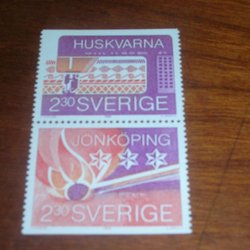 HUSKVARNA
2.30 SVERIGE
JÖNKÖPING
2.30 SVERIGE